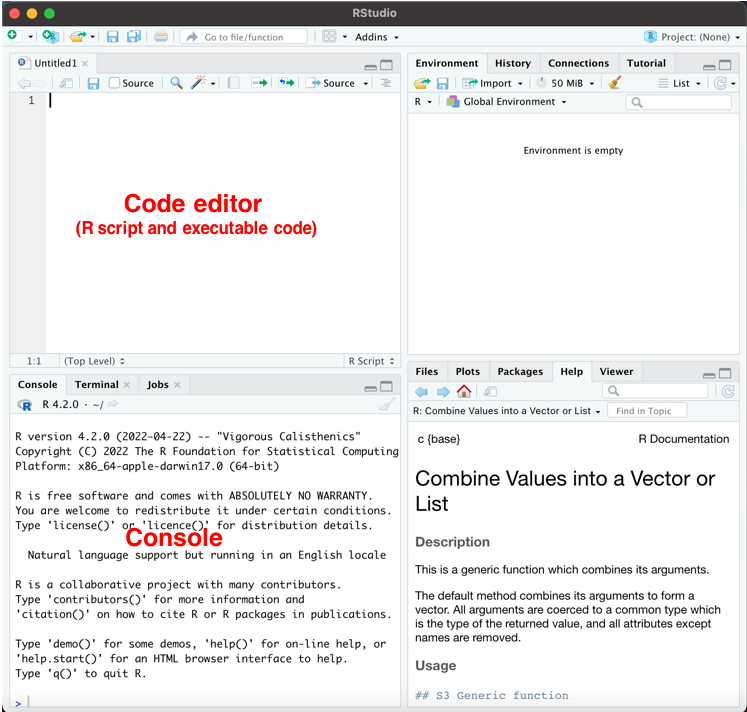 RStudio
Go to file/function
Addins
Project: (None)
Untitled1
Source
Source
1
Code editor
(R script and executable code)
1:1
(Top Level)
R Script
Console
Terminal
Jobs
R 4.2.0 · ~/
R version 4.2.0 (2022-04-22) -- "Vigorous Calisthenics"
Copyright (C) 2022 The R Foundation for Statistical Computing
Platform: x86_64-apple-darwin17.0 (64-bit)
R is free software and comes with ABSOLUTELY NO WARRANTY.
You are welcome to redistribute it under certain conditions.
Type 'license()' or 'licence()' for distribution details.
Console
Natural language support but running in an English locale
R is a collaborative project with many contributors.
Type 'contributors()' for more information and
'citation()' on how to cite R or R packages in publications.
Type 'demo()' for some demos, 'help()' for on-line help, or
'help.start()' for an HTML browser interface to help.
Type 'q()' to quit R.
>
Environment
History
Connections
Tutorial
Import
50 MiB
List
R
Global Environment
Environment is empty
Files
Plots
Packages
Help
Viewer
R: Combine Values into a Vector or List
Find in Topic
c {base}
R Documentation
Combine Values into a Vector or
List
Description
This is a generic function which combines its arguments.
The default method combines its arguments to form a
vector. All arguments are coerced to a common type which
is the type of the returned value, and all attributes except
names are removed.
Usage
## S3 Generic function